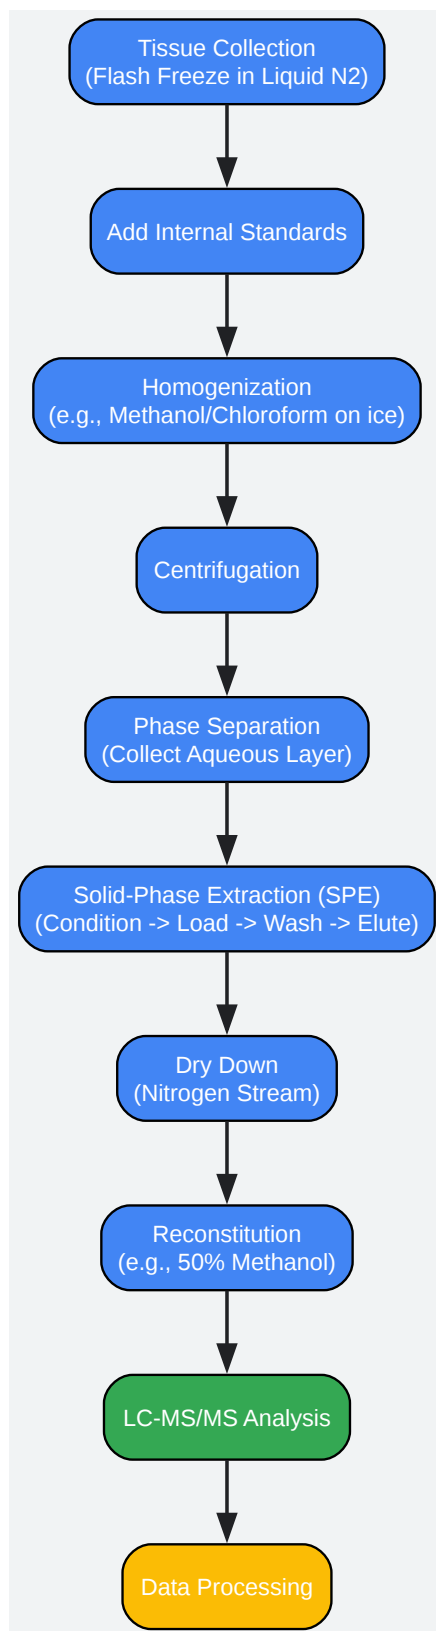 Tissue Collection
(Flash Freeze in Liquid N2)
Add Internal Standards
Homogenization
(e.g., Methanol/Chloroform on ice)
Centrifugation
Phase Separation
(Collect Aqueous Layer)
Solid-Phase Extraction (SPE)
(Condition -> Load -> Wash -> Elute)
Dry Down
(Nitrogen Stream)
Reconstitution
(e.g., 50% Methanol)
LC-MS/MS Analysis
Data Processing